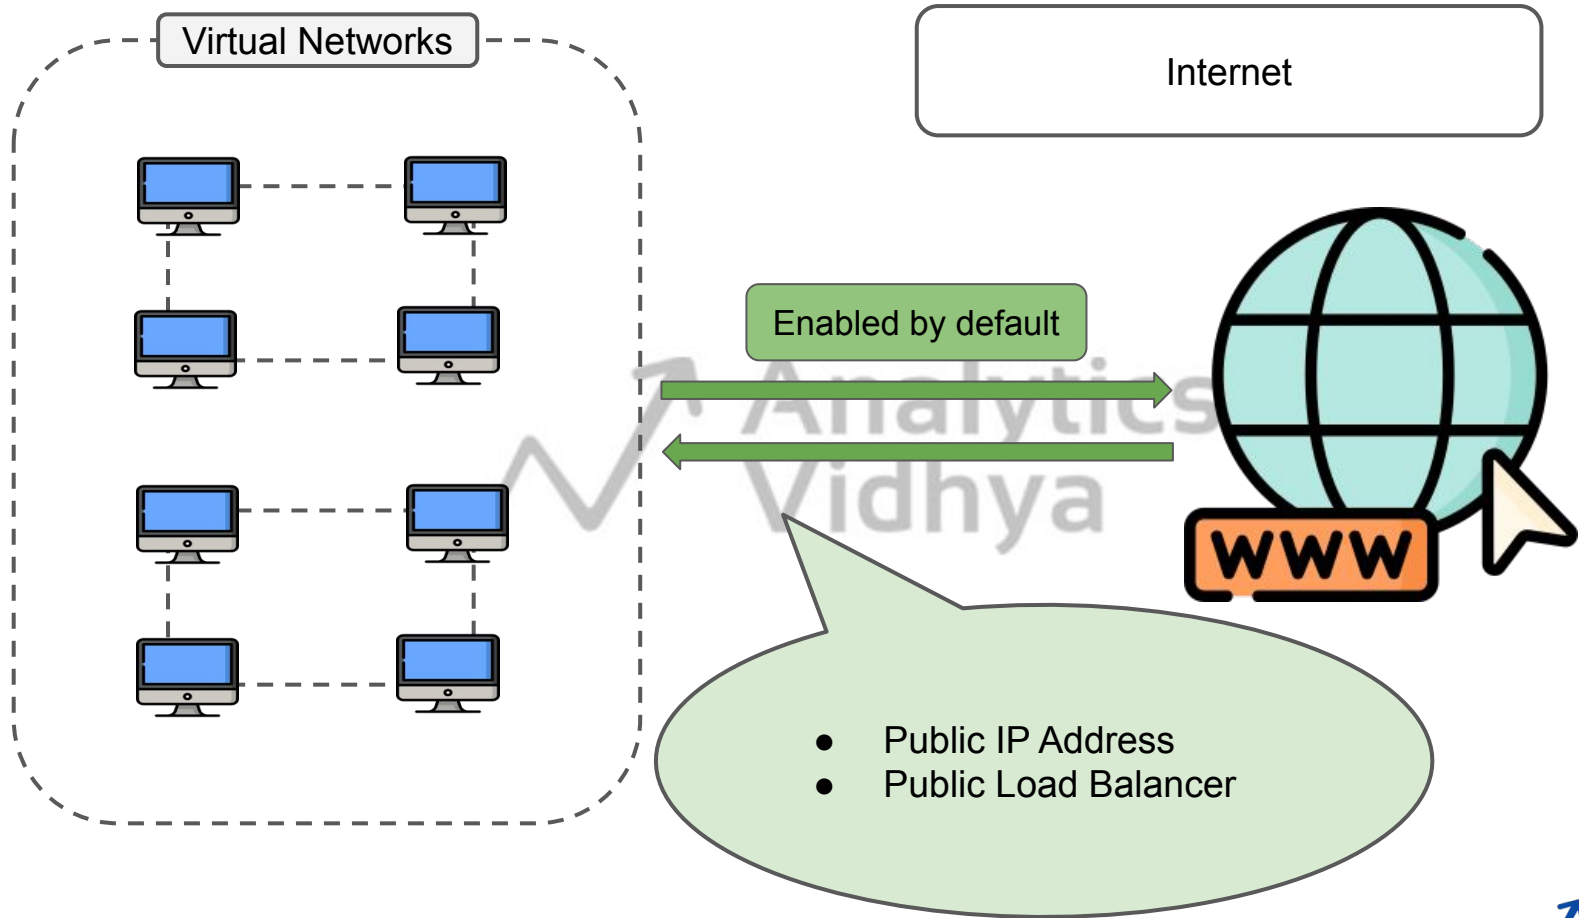 Virtual Networks
Internet
Enabled by default
Analytics
Vidhya
WWW
● Public IP Address
● Public Load Balancer